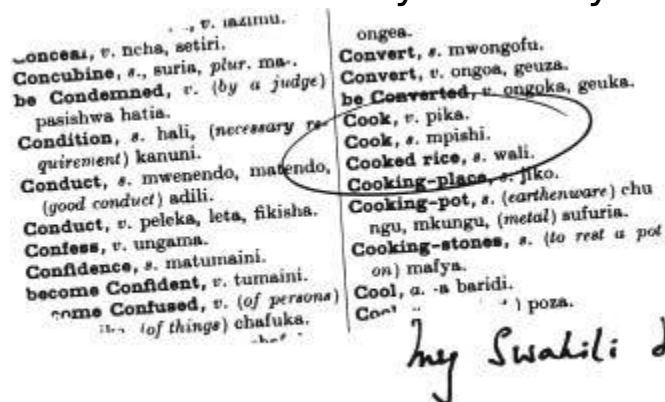 v.
Conceal, v. ncha, setiri.
Concubine, s., suria, plur. ma-.
be Condemned, v. (by a judge)
pasishwa hatia.
Condition, s. hali, (necessary re-
quirement) kanuni.
Conduct, s. mwenendo, matendo,
(good conduct) adili.
Conduct, v. peleka, leta, fikisha.
Confess, v. ungama.
Confidence, s. matumaini.
become Confident, v. tumaini.
come Confused, v. (of persons)
(of things) chafuka.
ongea.
Convert, s. mwongofu.
Convert, v. ongoa, geuza.
be Converted, v. ongoka, geuka.
Cook, v. pika.
Cook, s. mpishi.
Cooked rice, s. wali.
Cooking-place, s. jiko.
Cooking-pot, s. (earthenware) chu
ngu, mkungu, (metal) sufuria.
Cooking-stones, s. (to rest a pot
on) mafya.
Cool, a. -a baridi.
) poza.
my Swahili